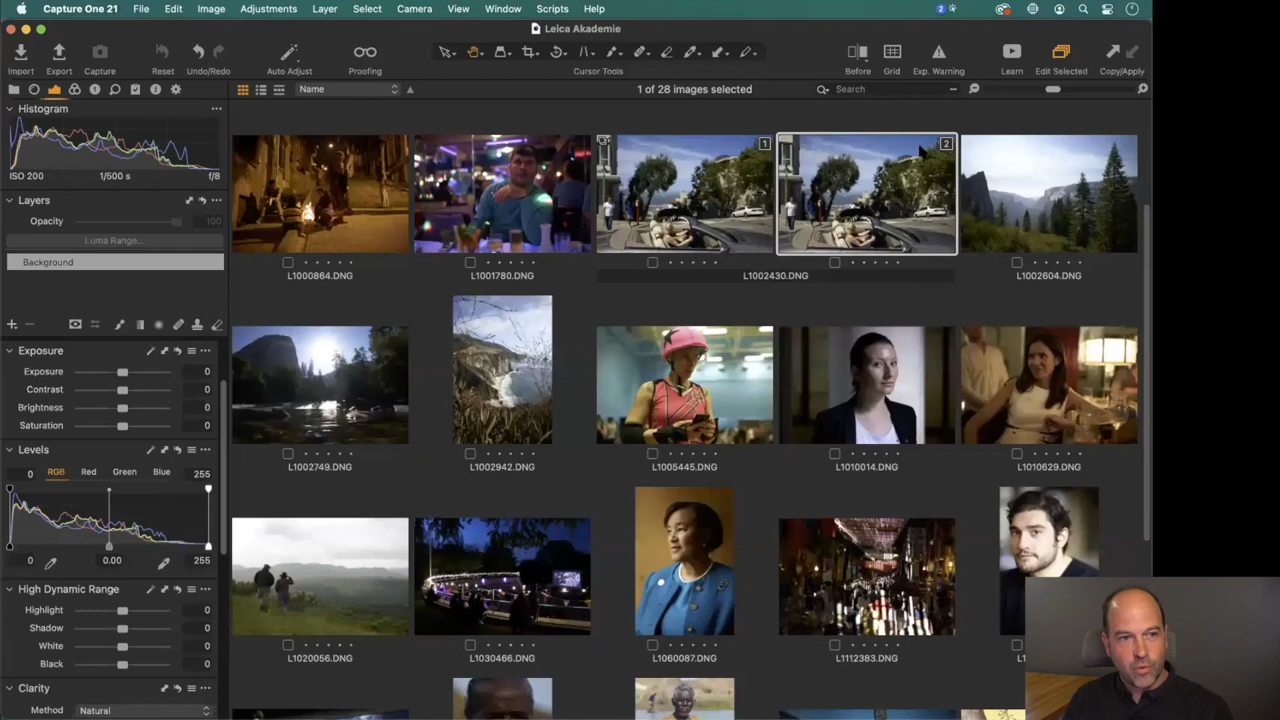 Capture One 21 File Edit Image Adjustments Layer Select Camera View Window Scripts Help 2
Leica Akademie
Import Export Capture Reset Undo/Redo Auto Adjust Proofing Cursor Tools Before Grid Exp. Warning Learn Edit Selected Copy/Apply
Name 1 of 28 images selected Search
Histogram
ISO 200 1/500 s f/8
Layers
Opacity 100
Luma Range...
Background
Exposure
Exposure 0
Contrast 0
Brightness 0
Saturation 0
Levels
0 RGB Red Green Blue 255
0 0.00 255
High Dynamic Range
Highlight 0
Shadow 0
White 0
Black 0
Clarity
Method Natural
1 2
L1000864.DNG L1001780.DNG L1002430.DNG L1002604.DNG
L1002749.DNG L1002942.DNG L1005445.DNG L1010014.DNG L1010629.DNG
L1020056.DNG L1030466.DNG L1060087.DNG L1112383.DNG